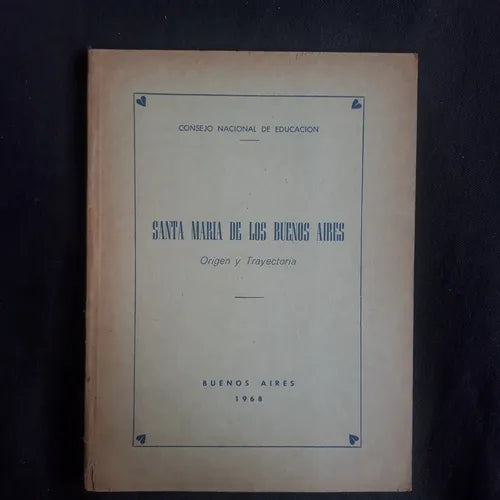 CONSEJO NACIONAL DE EDUCACION
SANTA MARIA DE LOS BUENOS AIRES
Origen y Trayectoria
BUENOS AIRES
1968